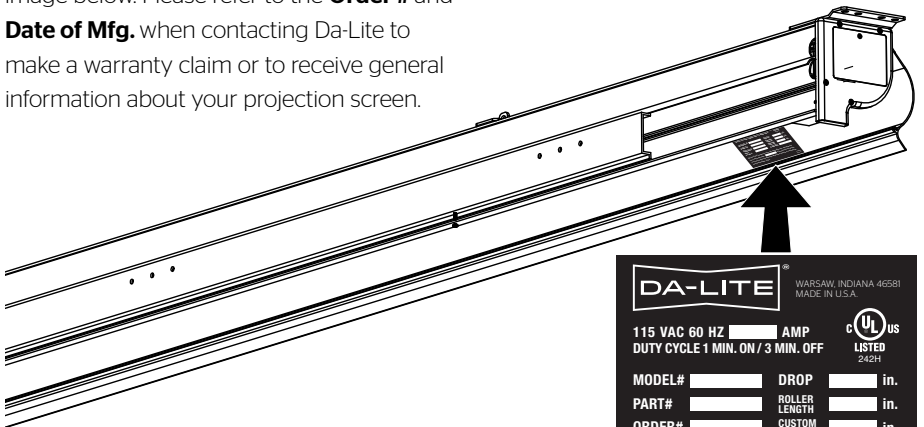 image below. Please refer to the Order # and
Date of Mfg. when contacting Da-Lite to
make a warranty claim or to receive general
information about your projection screen.
DA-LITE®
WARSAW, INDIANA 46581
MADE IN U.S.A.
115 VAC 60 HZ AMP
DUTY CYCLE 1 MIN. ON / 3 MIN. OFF
C UL US
LISTED
242H
MODEL# DROP in.
PART# ROLLER LENGTH in.
ORDER# CUSTOM in.